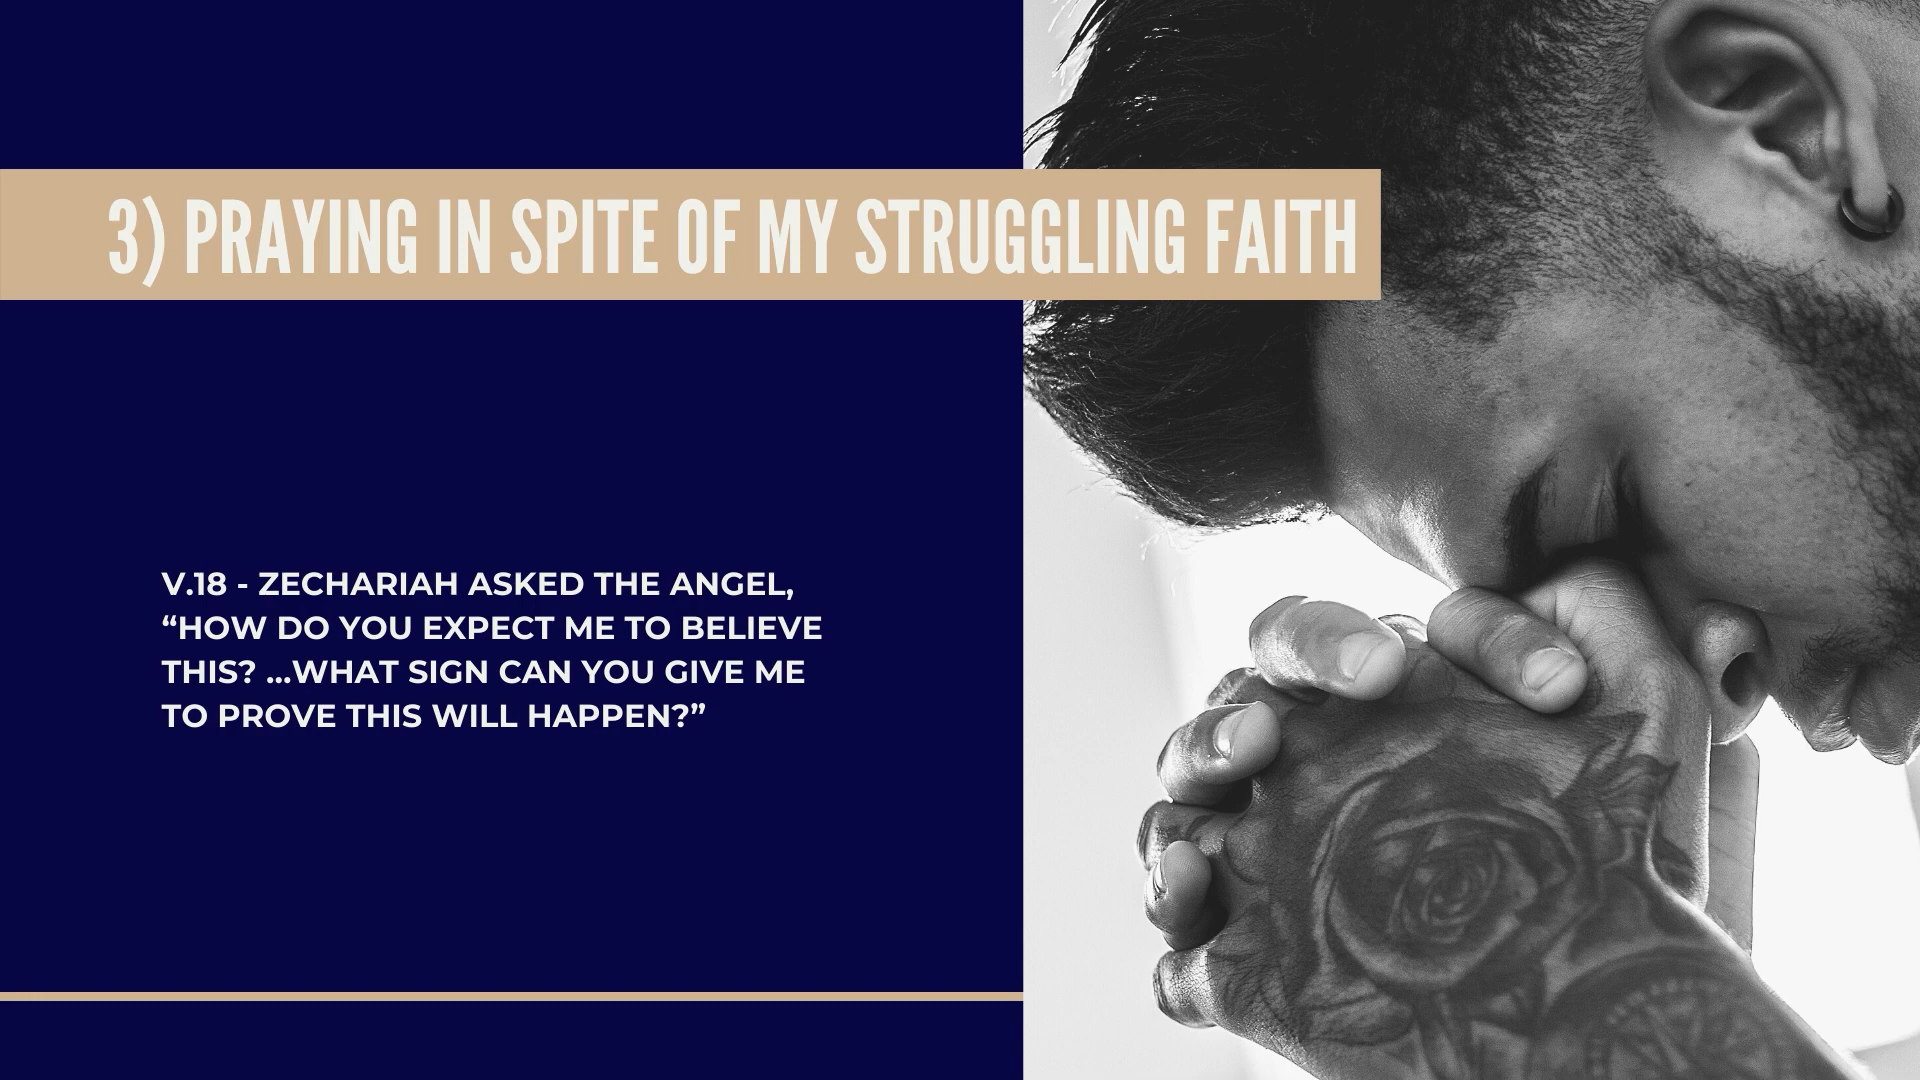 3) PRAYING IN SPITE OF MY STRUGGLING FAITH
V.18 - ZECHARIAH ASKED THE ANGEL,
“HOW DO YOU EXPECT ME TO BELIEVE
THIS? ...WHAT SIGN CAN YOU GIVE ME
TO PROVE THIS WILL HAPPEN?”